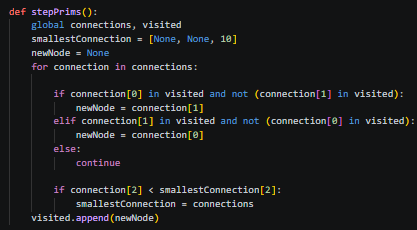 def stepPrims():
    global connections, visited
    smallestConnection = [None, None, 10]
    newNode = None
    for connection in connections:

        if connection[0] in visited and not (connection[1] in visited):
            newNode = connection[1]
        elif connection[1] in visited and not (connection[0] in visited):
            newNode = connection[0]
        else:
            continue

        if connection[2] < smallestConnection[2]:
            smallestConnection = connections
    visited.append(newNode)